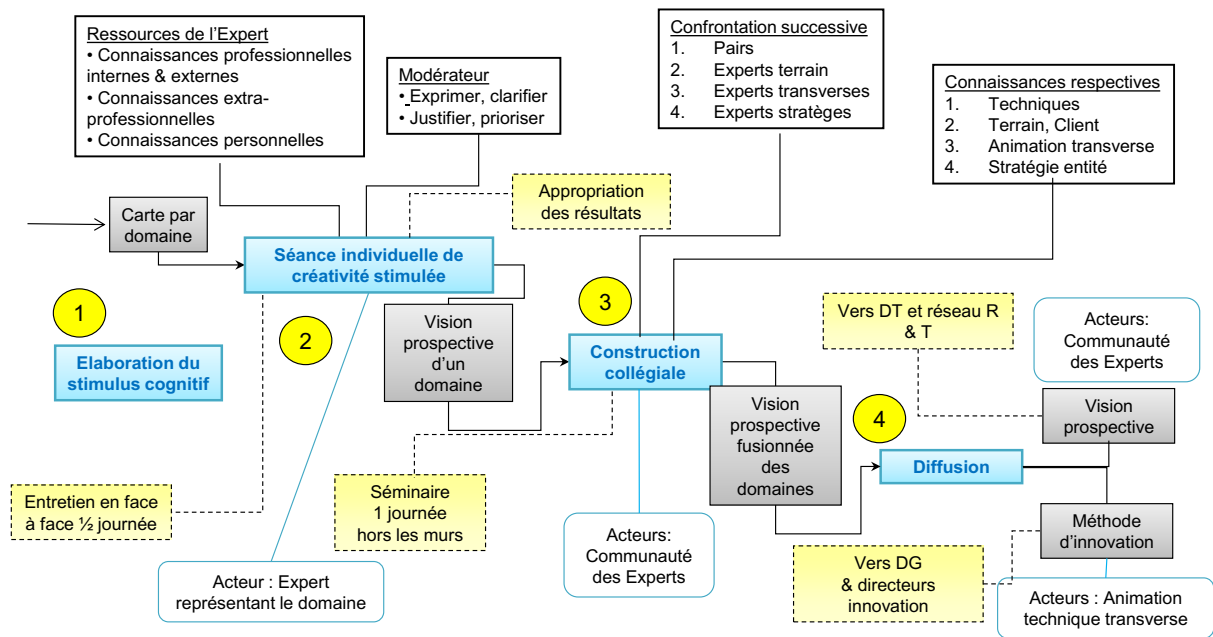 Ressources de l'Expert
• Connaissances professionnelles
internes & externes
• Connaissances extra-
professionnelles
• Connaissances personnelles
Modérateur
• Exprimer, clarifier
• Justifier, prioriser
Confrontation successive
1. Pairs
2. Experts terrain
3. Experts transverses
4. Experts stratèges
Connaissances respectives
1. Techniques
2. Terrain, Client
3. Animation transverse
4. Stratégie entité
Carte par
domaine
Appropriation
des résultats
Séance individuelle de
créativité stimulée
1
Elaboration du
stimulus cognitif
2
Vision
prospective
d'un
domaine
3
Construction
collégiale
Vers DT et réseau R
& T
Acteurs:
Communauté
des Experts
Vision
prospective
fusionnée
des
domaines
4
Diffusion
Vision
prospective
Entretien en face
à face ½ journée
Séminaire
1 journée
hors les murs
Acteur : Expert
représentant le domaine
Acteurs:
Communauté
des Experts
Vers DG
& directeurs
innovation
Méthode
d'innovation
Acteurs : Animation
technique transverse